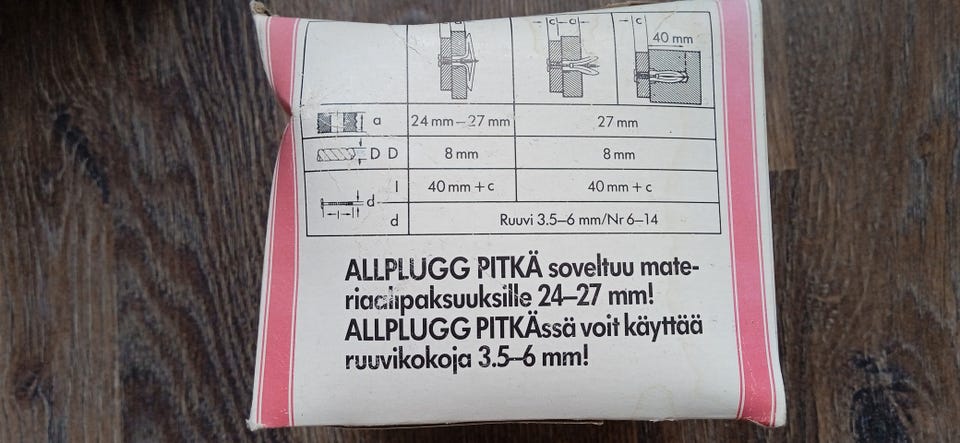 a c a c
40 mm
a 24 mm – 27 mm 27 mm
D D 8 mm 8 mm
l 40 mm + c 40 mm + c
d
l
d Ruuvi 3.5–6 mm/Nr 6–14
ALLPLUGG PITKÄ soveltuu mate-
riaalipaksuuksille 24–27 mm!
ALLPLUGG PITKÄssä voit käyttää
ruuvikokoja 3.5–6 mm!